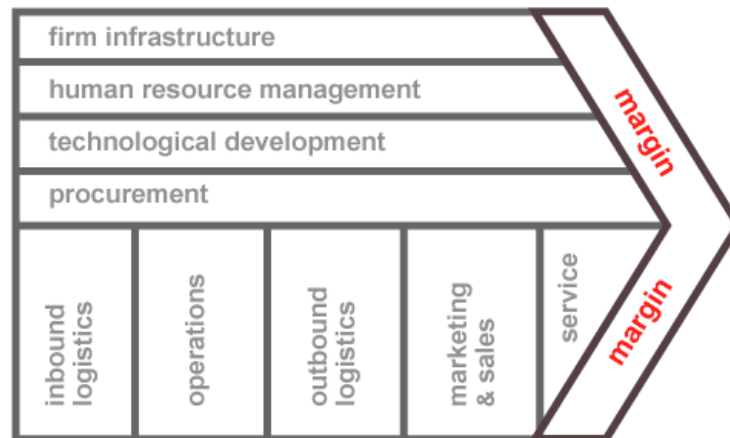 firm infrastructure
human resource management
technological development
procurement
margin
margin
inbound
logistics
operations
outbound
logistics
marketing
& sales
service